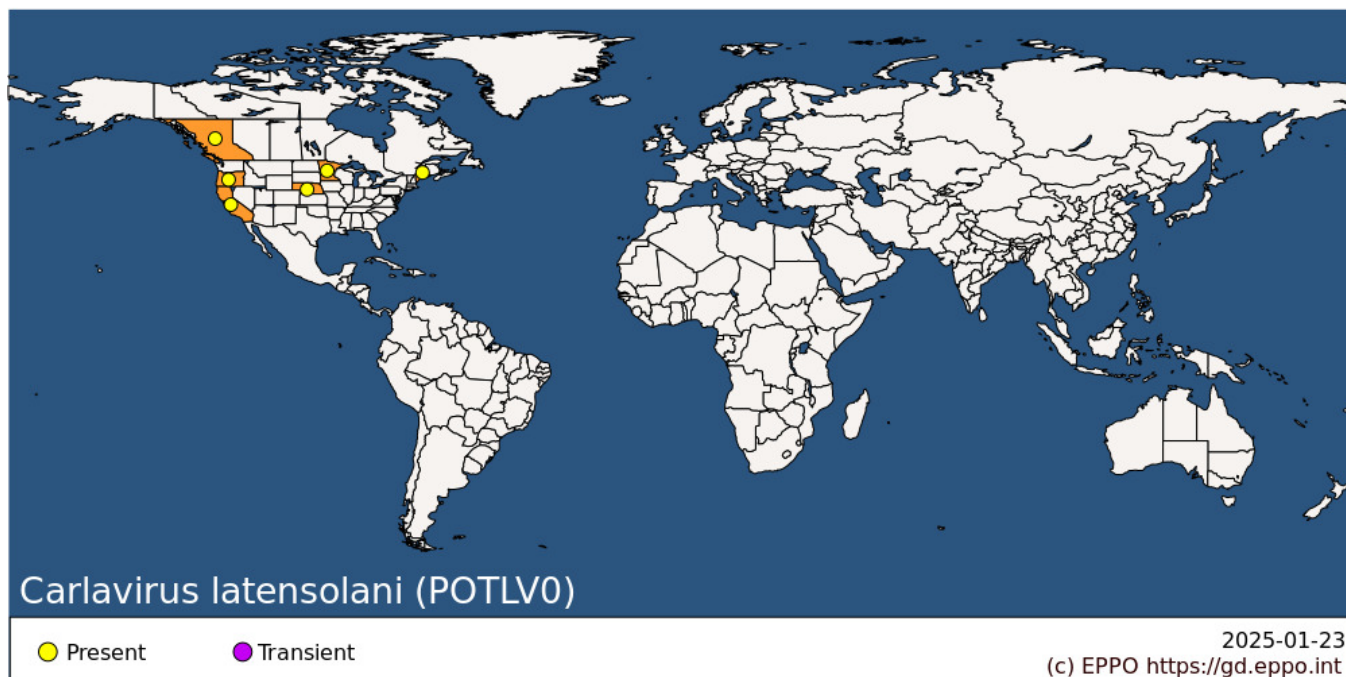 Carlavirus latensolani (POTLV0)
Present
Transient
2025-01-23
(c) EPPO https://gd.eppo.int